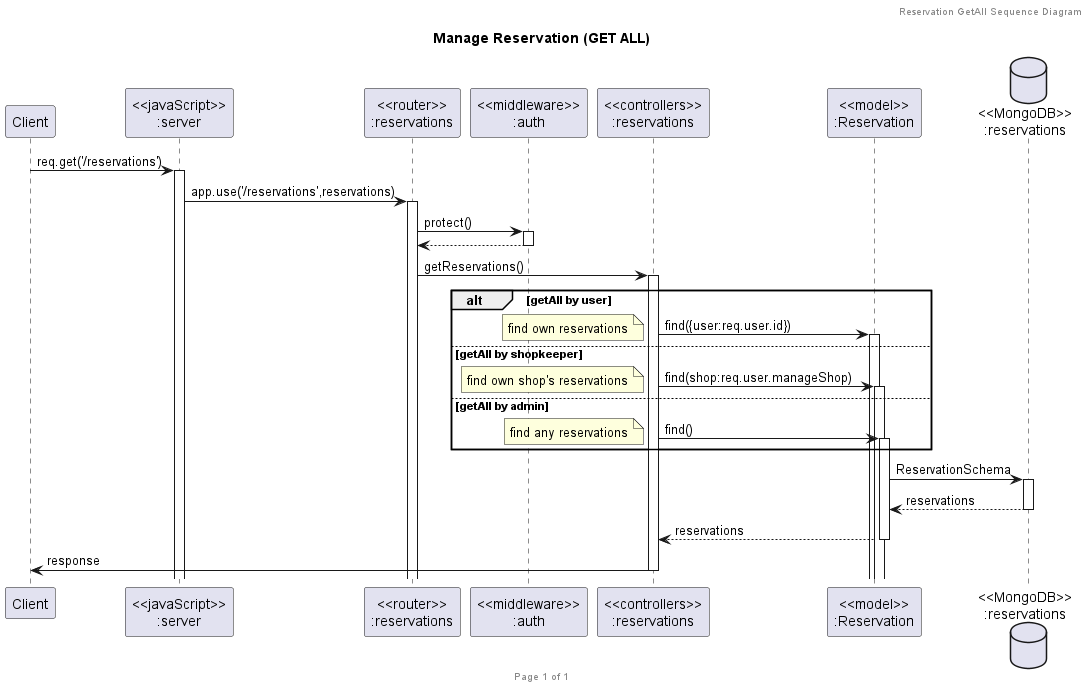 Reservation GetAll Sequence Diagram
Manage Reservation (GET ALL)
Client
<<javaScript>>
:server
<<router>>
:reservations
<<middleware>>
:auth
<<controllers>>
:reservations
<<model>>
:Reservation
<<MongoDB>>
:reservations
req.get('/reservations')
app.use('/reservations',reservations)
protect()
getReservations()
alt [getAll by user]
find own reservations
find({user:req.user.id})
[getAll by shopkeeper]
find own shop's reservations
find(shop:req.user.manageShop)
[getAll by admin]
find any reservations
find()
ReservationSchema
reservations
reservations
response
Client
<<javaScript>>
:server
<<router>>
:reservations
<<middleware>>
:auth
<<controllers>>
:reservations
<<model>>
:Reservation
<<MongoDB>>
:reservations
Page 1 of 1